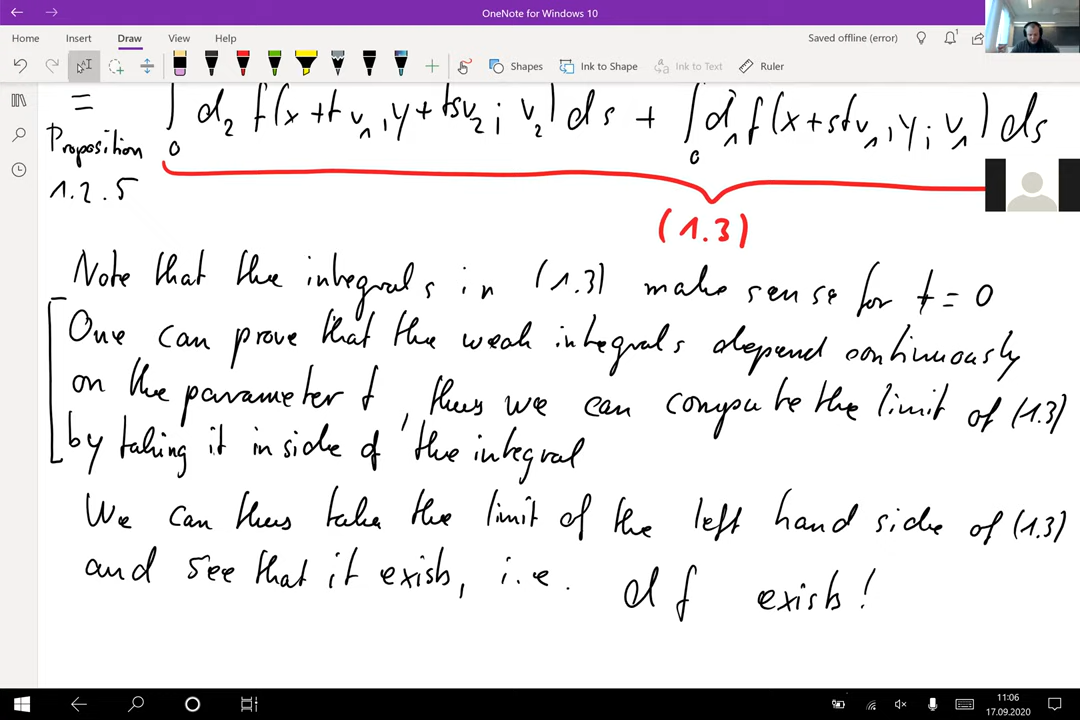 OneNote for Windows 10
Home Insert Draw View Help
Saved offline (error)
Shapes Ink to Shape Ink to Text Ruler
= ∫₀ d₂ f(x+tv₁, y+tsv₂; v₂) ds + ∫₀ d₁ f(x+stv₁, y; v₁) ds
Proposition
1.2.5
(1.3)
Note that the integrals in (1.3) make sense for t = 0
One can prove that the weak integrals depend continuously
on the parameter t, thus we can compute the limit of (1.3)
by taking it inside of the integral
We can thus take the limit of the left hand side of (1.3)
and see that it exists, i.e. df exists!
11:06
17.09.2020